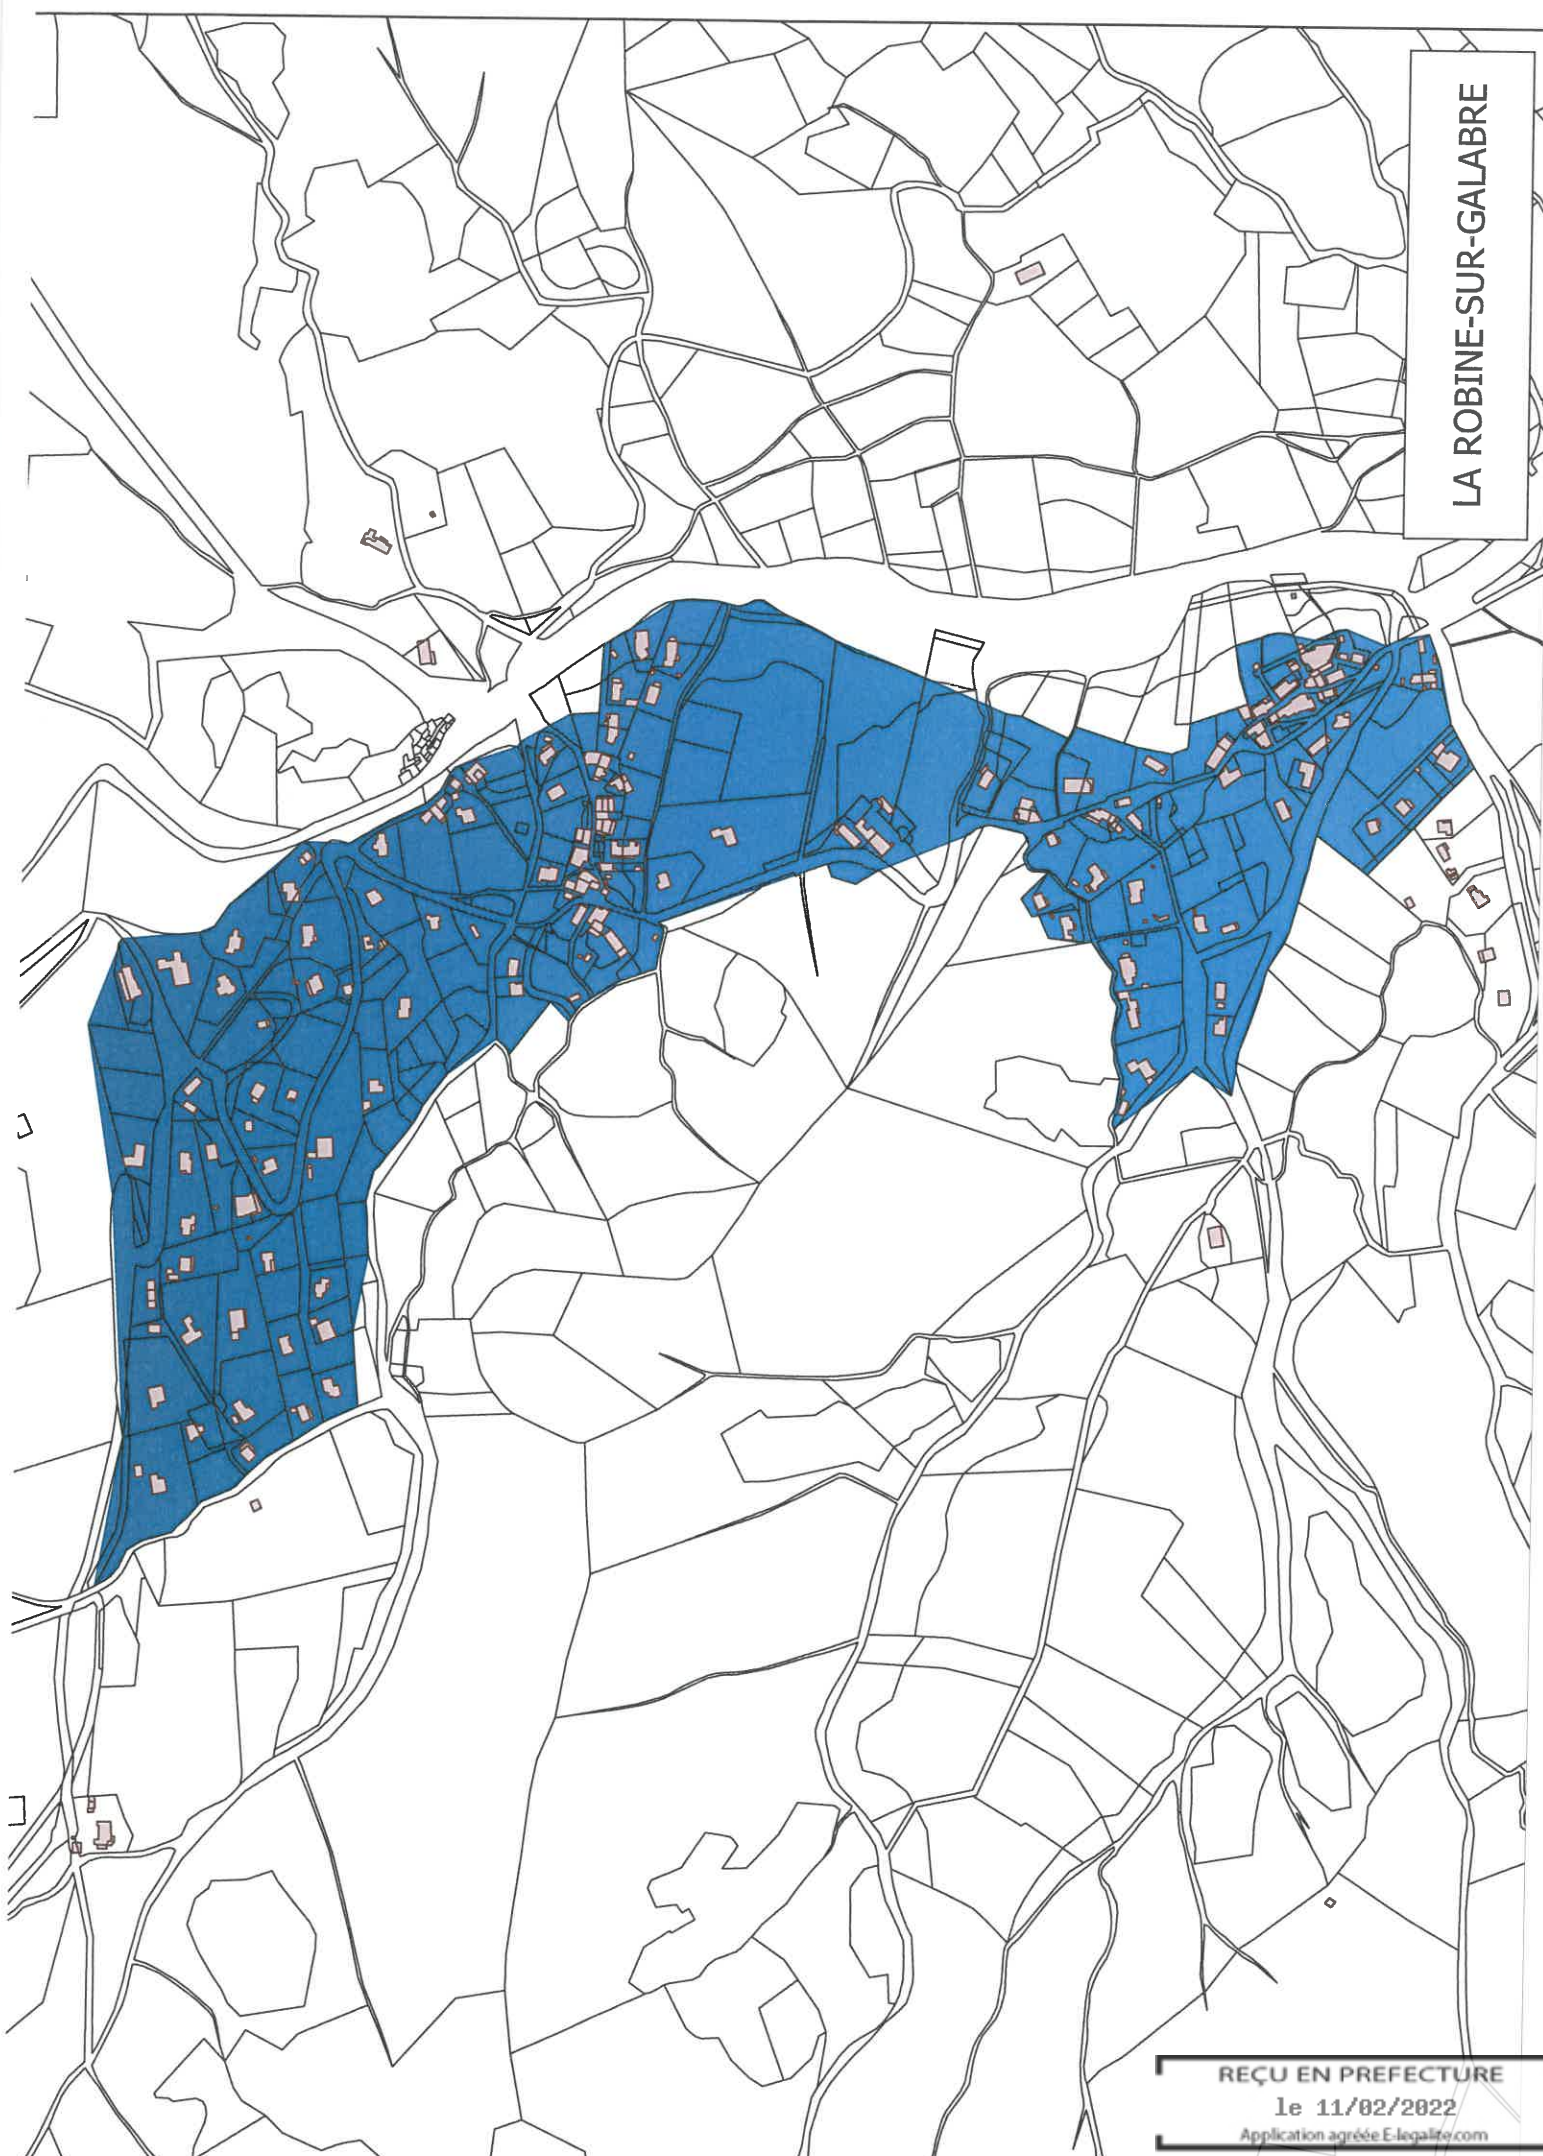 LA ROBINE-SUR-GALABRE
REÇU EN PREFECTURE
le 11/02/2022
Application agréée E-legalite.com